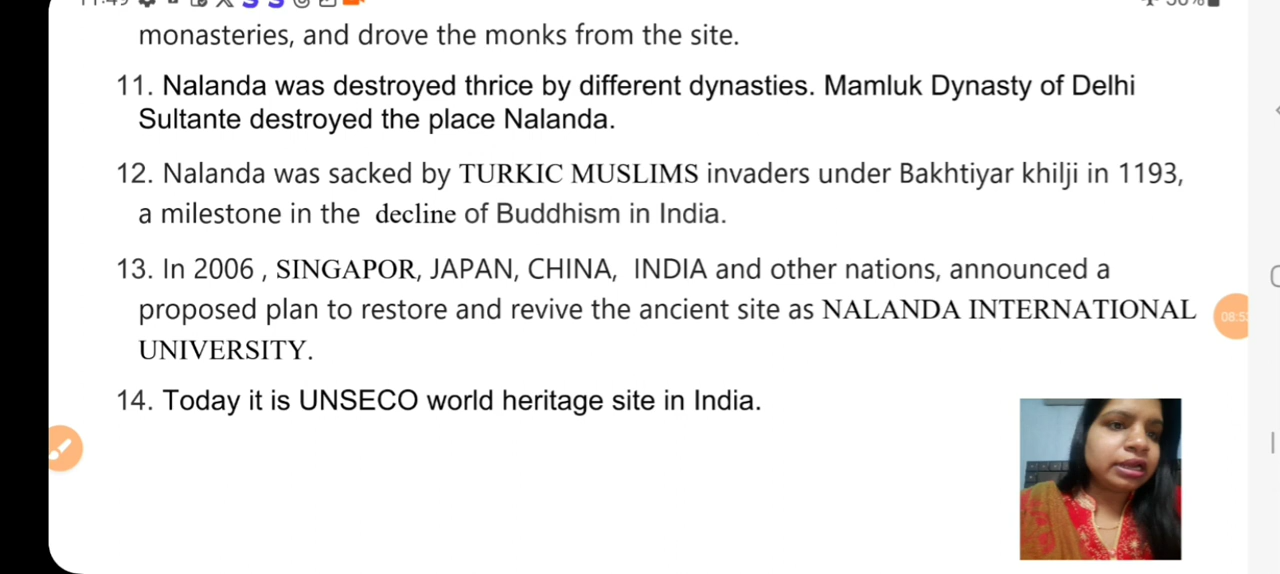 monasteries, and drove the monks from the site.
11. Nalanda was destroyed thrice by different dynasties. Mamluk Dynasty of Delhi
Sultante destroyed the place Nalanda.
12. Nalanda was sacked by TURKIC MUSLIMS invaders under Bakhtiyar khilji in 1193,
a milestone in the decline of Buddhism in India.
13. In 2006 , SINGAPOR, JAPAN, CHINA, INDIA and other nations, announced a
proposed plan to restore and revive the ancient site as NALANDA INTERNATIONAL
UNIVERSITY.
14. Today it is UNSECO world heritage site in India.